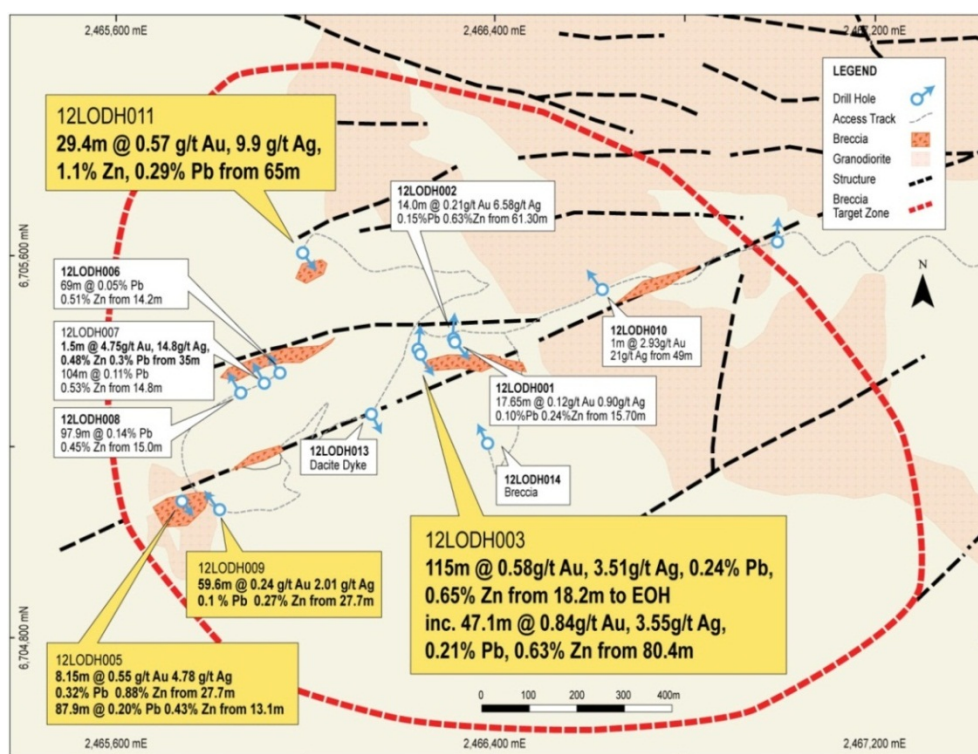 2,465,600 mE
2,466,400 mE
2,467,200 mE
LEGEND
Drill Hole
Access Track
Breccia
Granodiorite
Structure
Breccia
Target Zone
12LODH011
29.4m @ 0.57 g/t Au, 9.9 g/t Ag,
1.1% Zn, 0.29% Pb from 65m
12LODH002
14.0m @ 0.21g/t Au 6.58g/t Ag
0.15%Pb 0.63%Zn from 61.30m
6,705,600 mN
12LODH006
69m @ 0.05% Pb
0.51% Zn from 14.2m
N
12LODH007
1.5m @ 4.75g/t Au, 14.8g/t Ag,
0.48% Zn 0.3% Pb from 35m
104m @ 0.11% Pb
0.53% Zn from 14.8m
12LODH010
1m @ 2.93g/t Au
21g/t Ag from 49m
12LODH001
17.65m @ 0.12g/t Au 0.90g/t Ag
0.10%Pb 0.24%Zn from 15.70m
12LODH008
97.9m @ 0.14% Pb
0.45% Zn from 15.0m
12LODH013
Dacite Dyke
12LODH014
Breccia
12LODH003
115m @ 0.58g/t Au, 3.51g/t Ag, 0.24% Pb,
0.65% Zn from 18.2m to EOH
inc. 47.1m @ 0.84g/t Au, 3.55g/t Ag,
0.21% Pb, 0.63% Zn from 80.4m
12LODH009
59.6m @ 0.24 g/t Au 2.01 g/t Ag
0.1 % Pb 0.27% Zn from 27.7m
6,704,800 mN
12LODH005
8.15m @ 0.55 g/t Au 4.78 g/t Ag
0.32% Pb 0.88% Zn from 27.7m
87.9m @ 0.20% Pb 0.43% Zn from 13.1m
0 100 200 300 400m
2,465,600 mE
2,466,400 mE
2,467,200 mE